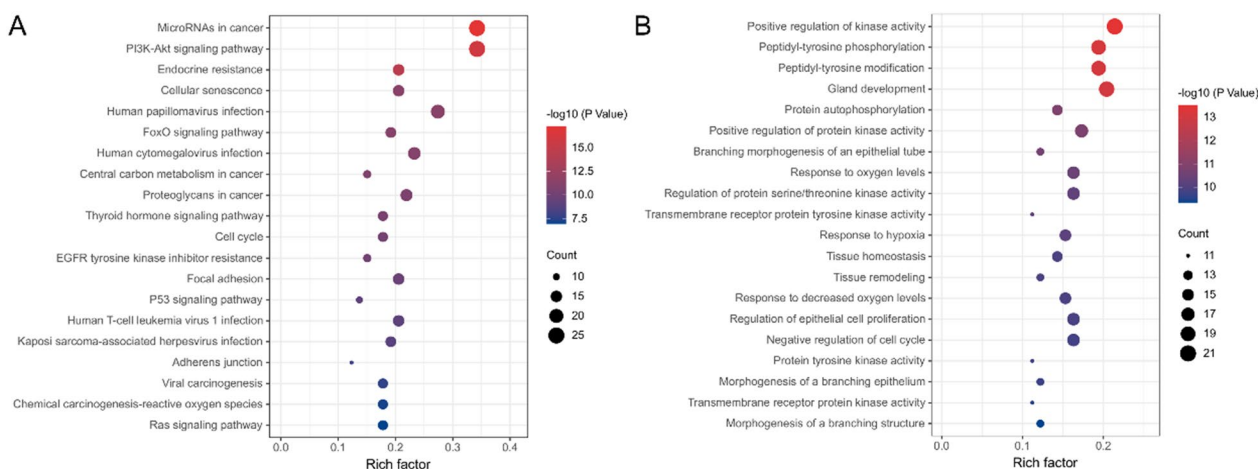 A
MicroRNAs in cancer
PI3K-Akt signaling pathway
Endocrine resistance
Cellular senescence
Human papillomavirus infection
FoxO signaling pathway
Human cytomegalovirus infection
Central carbon metabolism in cancer
Proteoglycans in cancer
Thyroid hormone signaling pathway
Cell cycle
EGFR tyrosine kinase inhibitor resistance
Focal adhesion
P53 signaling pathway
Human T-cell leukemia virus 1 infection
Kaposi sarcoma-associated herpesvirus infection
Adherens junction
Viral carcinogenesis
Chemical carcinogenesis-reactive oxygen species
Ras signaling pathway
0.0 0.1 0.2 0.3 0.4
Rich factor
-log10 (P Value)
15.0
12.5
10.0
7.5
Count
10
15
20
25
B
Positive regulation of kinase activity
Peptidyl-tyrosine phosphorylation
Peptidyl-tyrosine modification
Gland development
Protein autophosphorylation
Positive regulation of protein kinase activity
Branching morphogenesis of an epithelial tube
Response to oxygen levels
Regulation of protein serine/threonine kinase activity
Transmembrane receptor protein tyrosine kinase activity
Response to hypoxia
Tissue homeostasis
Tissue remodeling
Response to decreased oxygen levels
Regulation of epithelial cell proliferation
Negative regulation of cell cycle
Protein tyrosine kinase activity
Morphogenesis of a branching epithelium
Transmembrane receptor protein kinase activity
Morphogenesis of a branching structure
0.0 0.1 0.2
Rich factor
-log10 (P Value)
13
12
11
10
Count
11
13
15
17
19
21